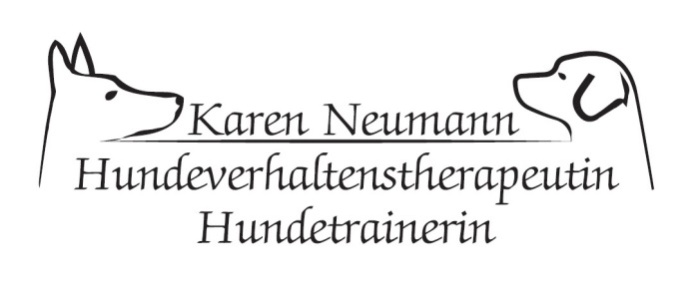 Karen Neumann
Hundeverhaltenstherapeutin
Hundetrainerin